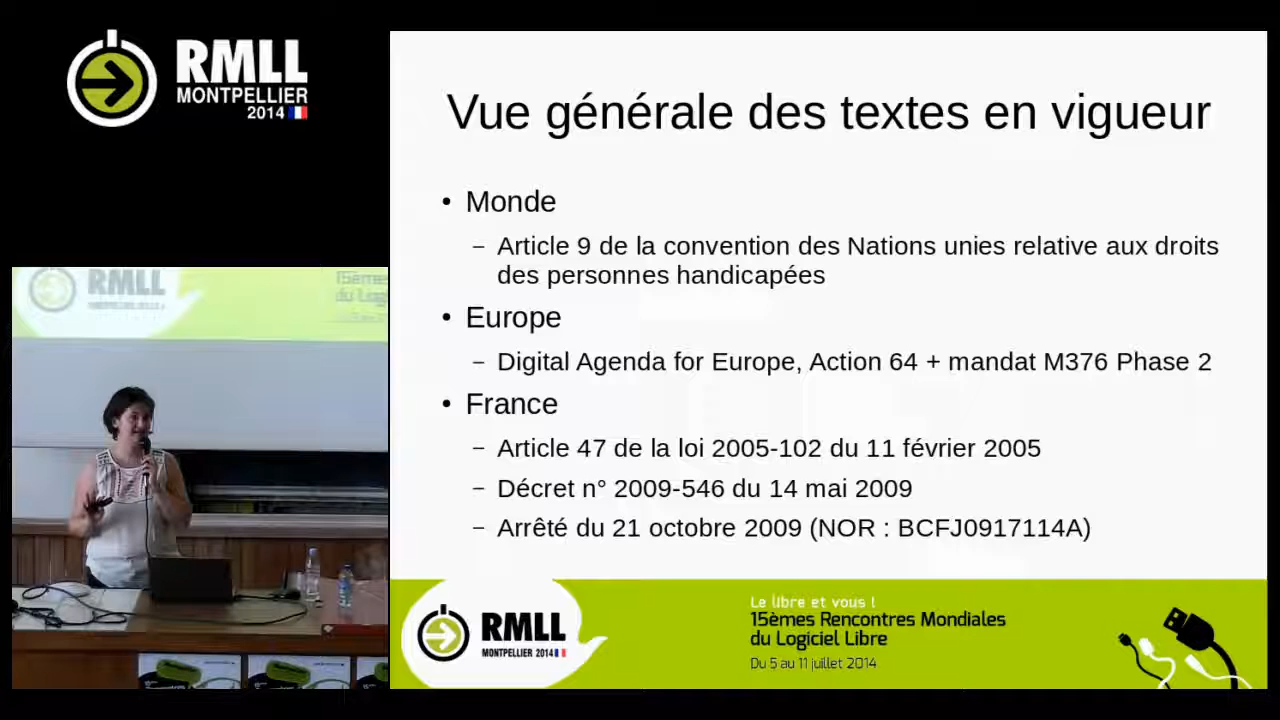 RMLL
MONTPELLIER
2014
Vue générale des textes en vigueur
• Monde
– Article 9 de la convention des Nations unies relative aux droits
des personnes handicapées
• Europe
– Digital Agenda for Europe, Action 64 + mandat M376 Phase 2
• France
– Article 47 de la loi 2005-102 du 11 février 2005
– Décret n° 2009-546 du 14 mai 2009
– Arrêté du 21 octobre 2009 (NOR : BCFJ0917114A)
RMLL
15èmes
du Logi
RMLL
MONTPELLIER 2014
Le libre et vous !
15èmes Rencontres Mondiales
du Logiciel Libre
Du 5 au 11 juillet 2014